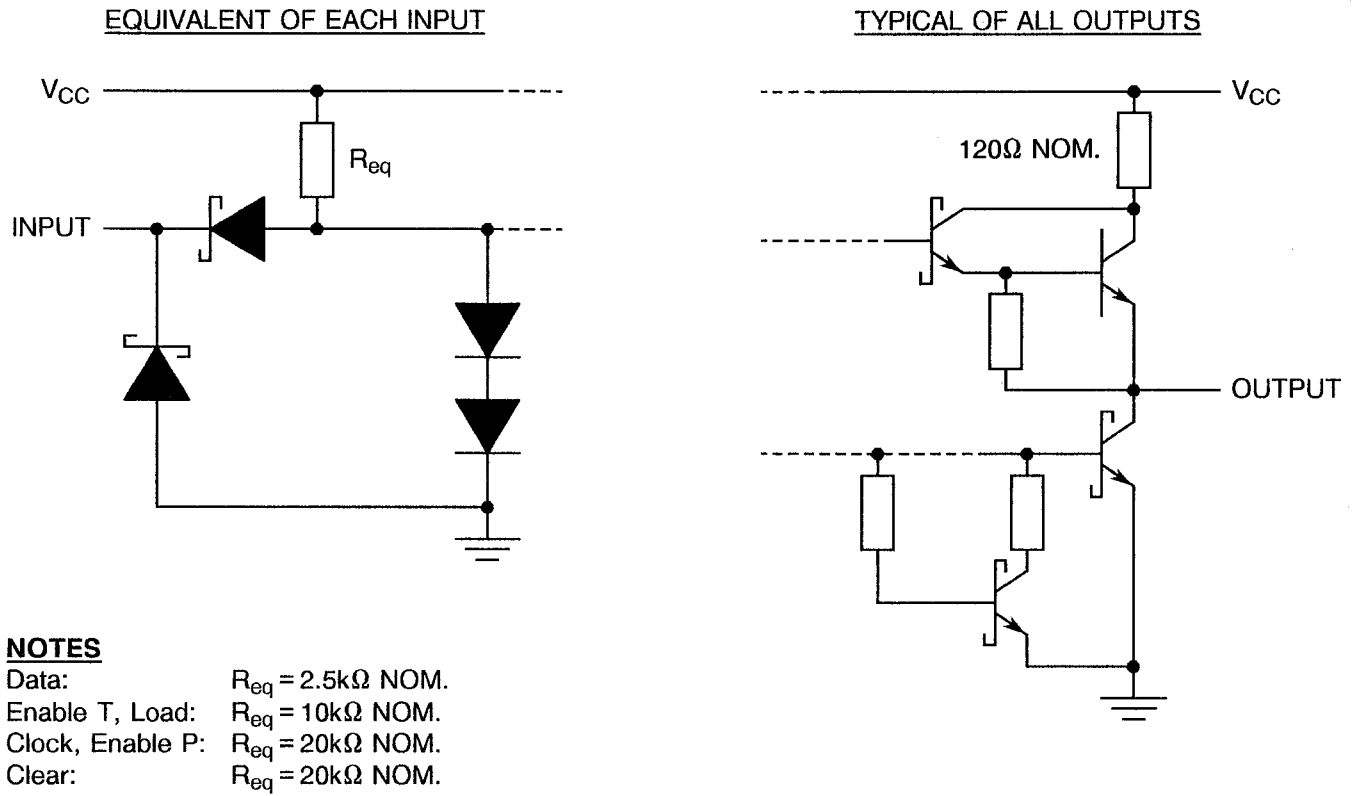 EQUIVALENT OF EACH INPUT
TYPICAL OF ALL OUTPUTS
VCC
Req
INPUT
VCC
120Ω NOM.
OUTPUT
NOTES
Data: Req = 2.5kΩ NOM.
Enable T, Load: Req = 10kΩ NOM.
Clock, Enable P: Req = 20kΩ NOM.
Clear: Req = 20kΩ NOM.